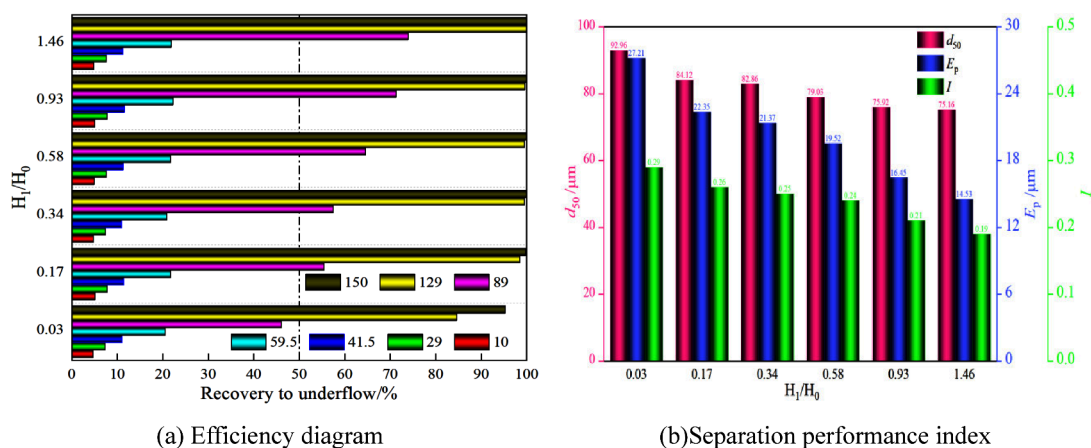 1.46
0.93
0.58
0.34
0.17
0.03
H1/H0
150 129 89
59.5 41.5 29 10
0 10 20 30 40 50 60 70 80 90 100
Recovery to underflow/%
(a) Efficiency diagram
100
80
60
40
20
0
d50 /μm
92.96 84.12 82.86 79.03 75.92 75.16
27.21 22.35 21.37 19.52 16.45 14.53
0.29 0.26 0.25 0.24 0.21 0.19
d50
Ep
I
30
24
18
12
6
0
Ep /μm
0.5
0.4
0.3
0.2
0.1
0.0
I
0.03 0.17 0.34 0.58 0.93 1.46
H1/H0
(b)Separation performance index